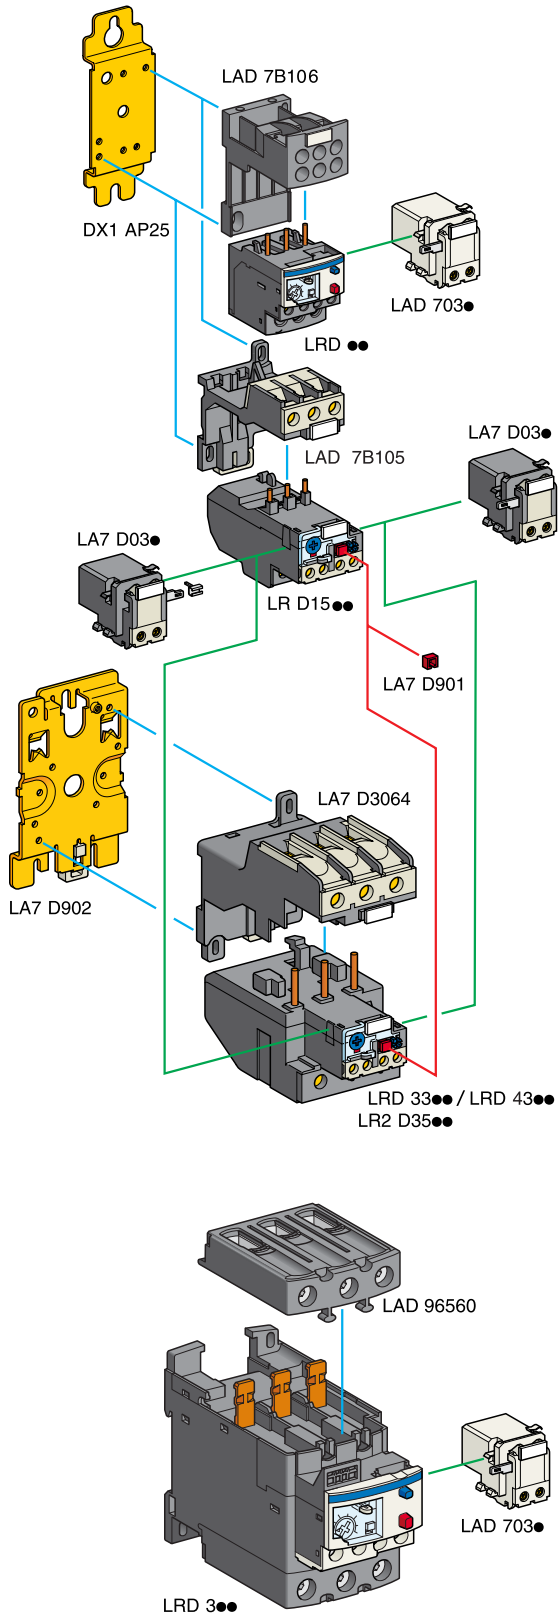 LAD 7B106
DX1 AP25
LAD 703●
LRD ●●
LA7 D03●
LAD 7B105
LA7 D03●
LR D15●●
LA7 D901
LA7 D3064
LA7 D902
LRD 33●● / LRD 43●●
LR2 D35●●
LAD 96560
LAD 703●
LRD 3●●